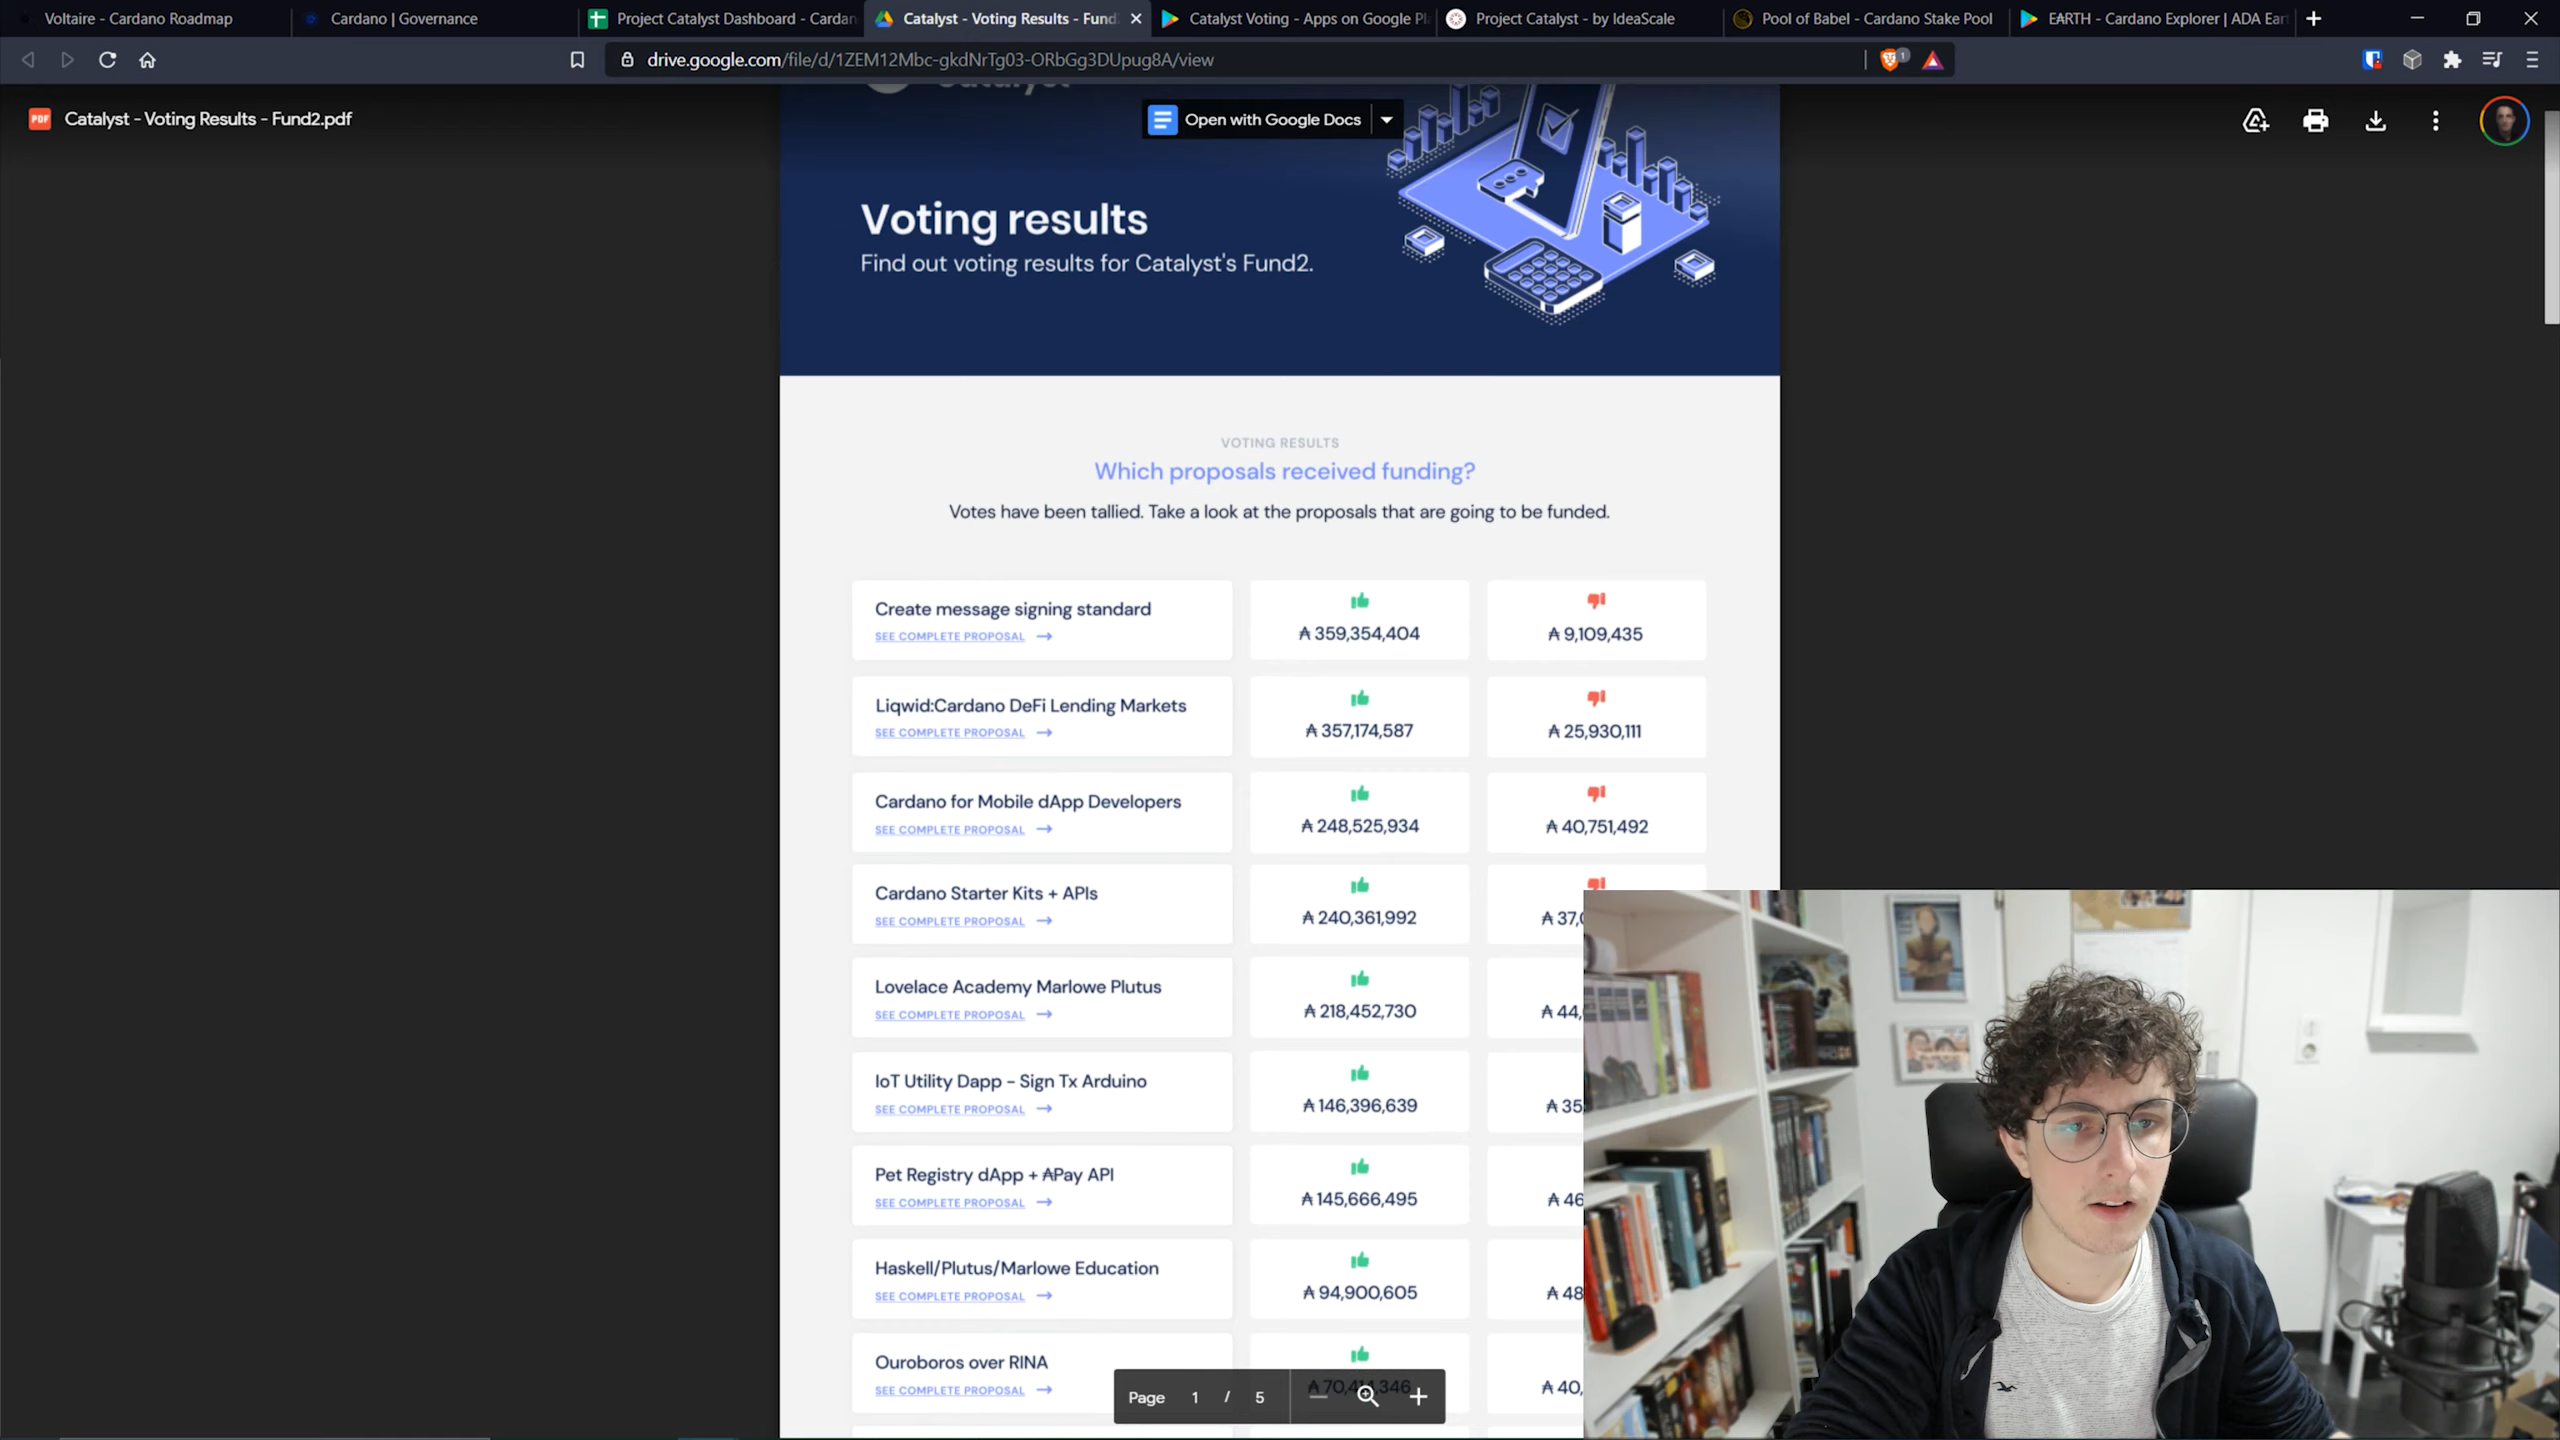 Voltaire - Cardano Roadmap
Cardano | Governance
Project Catalyst Dashboard - Cardan
Catalyst - Voting Results - Fund
Catalyst Voting - Apps on Google Pl
Project Catalyst - by IdeaScale
Pool of Babel - Cardano Stake Pool
EARTH - Cardano Explorer | ADA Ear
drive.google.com/file/d/1ZEM12Mbc-gkdNrTg03-ORbGg3DUpug8A/view
1
PDF
Catalyst - Voting Results - Fund2.pdf
Open with Google Docs
Voting results
Find out voting results for Catalyst's Fund2.
VOTING RESULTS
Which proposals received funding?
Votes have been tallied. Take a look at the proposals that are going to be funded.
Create message signing standard
SEE COMPLETE PROPOSAL →
₳ 359,354,404
₳ 9,109,435
Liqwid:Cardano DeFi Lending Markets
SEE COMPLETE PROPOSAL →
₳ 357,174,587
₳ 25,930,111
Cardano for Mobile dApp Developers
SEE COMPLETE PROPOSAL →
₳ 248,525,934
₳ 40,751,492
Cardano Starter Kits + APIs
SEE COMPLETE PROPOSAL →
₳ 240,361,992
₳ 37,
Lovelace Academy Marlowe Plutus
SEE COMPLETE PROPOSAL →
₳ 218,452,730
₳ 44,
IoT Utility Dapp - Sign Tx Arduino
SEE COMPLETE PROPOSAL →
₳ 146,396,639
₳ 35
Pet Registry dApp + ₳Pay API
SEE COMPLETE PROPOSAL →
₳ 145,666,495
₳ 46
Haskell/Plutus/Marlowe Education
SEE COMPLETE PROPOSAL →
₳ 94,900,605
₳ 48
Ouroboros over RINA
SEE COMPLETE PROPOSAL →
₳ 40,
Page 1 / 5